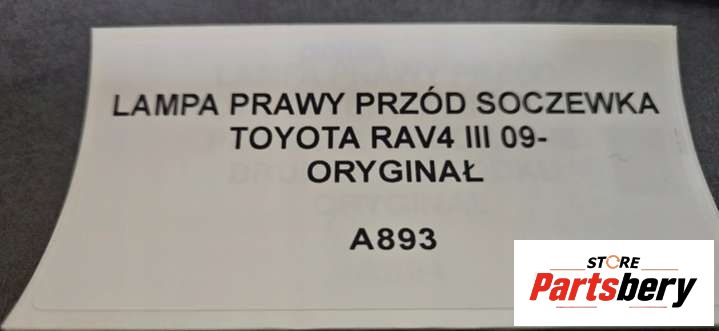 LAMPA PRAWY PRZÓD SOCZEWKA
TOYOTA RAV4 III 09-
ORYGINAŁ
A893
STORE
Partsbery